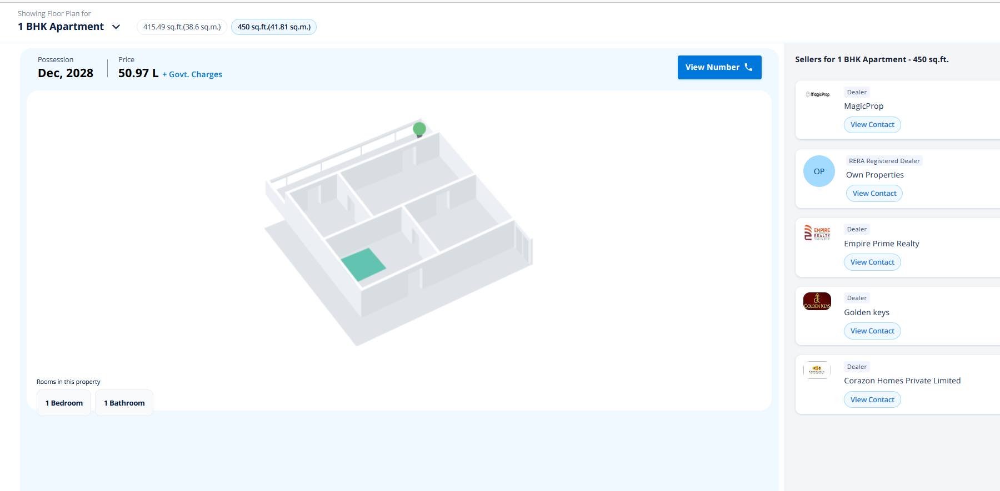 Showing Floor Plan for
1 BHK Apartment
415.49 sq.ft.(38.6 sq.m.)
450 sq.ft.(41.81 sq.m.)
Possession
Dec, 2028
Price
50.97 L + Govt. Charges
View Number
Rooms in this property
1 Bedroom
1 Bathroom
Sellers for 1 BHK Apartment - 450 sq.ft.
MagicProp
Dealer
MagicProp
View Contact
OP
RERA Registered Dealer
Own Properties
View Contact
EMPIRE
REALTY
Dealer
Empire Prime Realty
View Contact
GOLDEN KEYS
Dealer
Golden keys
View Contact
CORAZON
Dealer
Corazon Homes Private Limited
View Contact